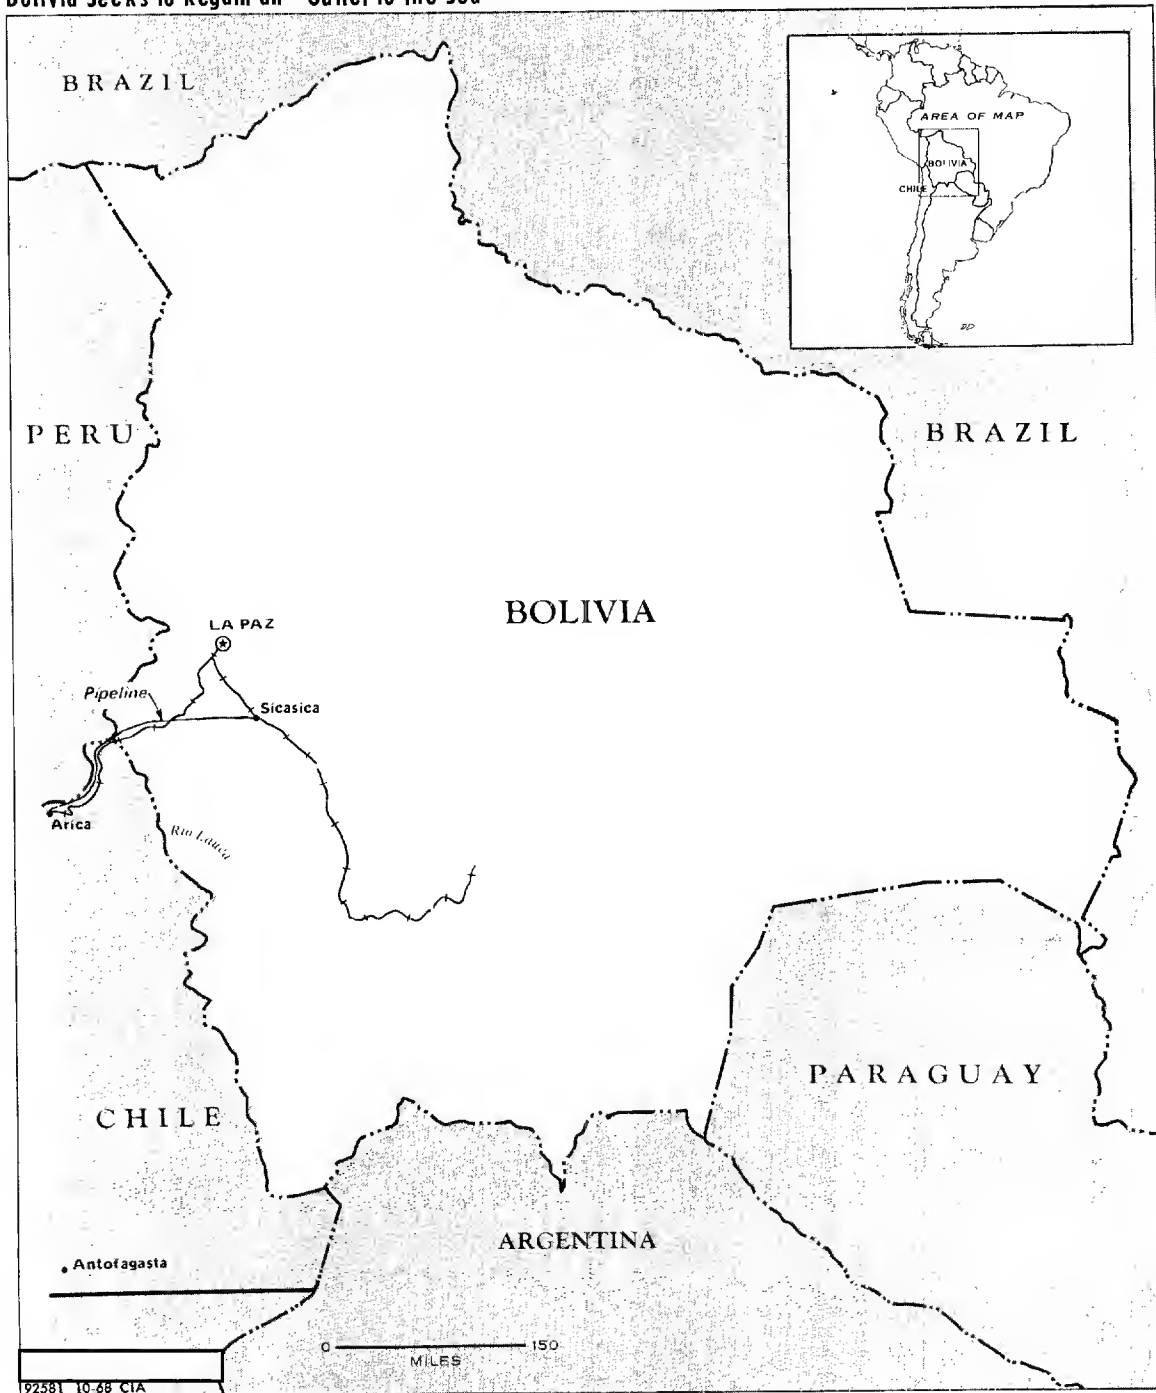 Bolivia Seeks to Regain an Outlet to the Sea
BRAZIL
AREA OF MAP
BOLIVIA
CHILE
PERU
BRAZIL
BOLIVIA
LA PAZ
Pipeline
Sicasica
Arica
Rio Lauca
PARAGUAY
CHILE
ARGENTINA
Antofagasta
0 150
MILES
92581 10-68 CIA